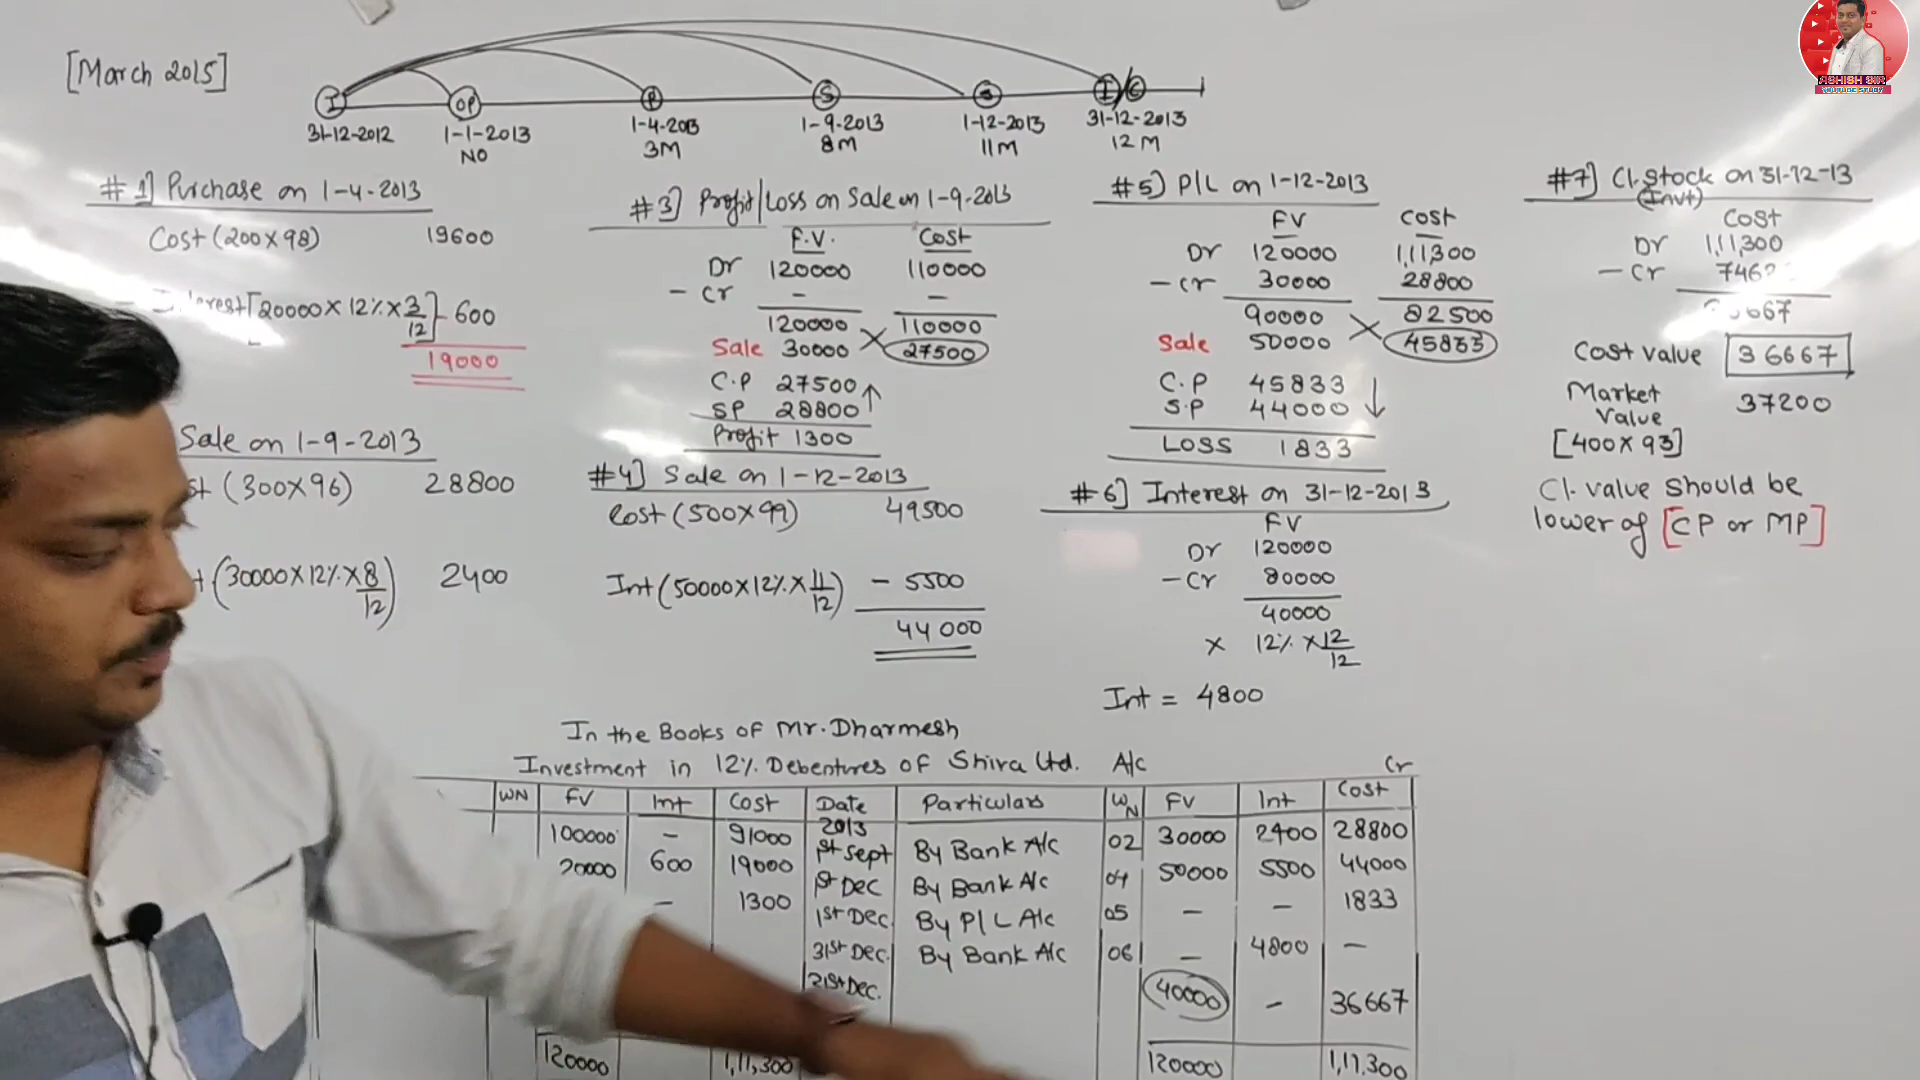 [March 2015]
I OP P S S I C
31-12-2012 1-1-2013 1-4-2013 1-9-2013 1-12-2013 31-12-2013
NO 3M 8M 11M 12M
ASHISH SIR
YOUTUBE STUDY
# 1] Purchase on 1-4-2013
Cost (200×98) 19600
[20000×12%×3/12] - 600
19000
Sale on 1-9-2013
(300×96) 28800
(30000×12%×8/12) 2400
#3] Profit/Loss on Sale on 1-9-2013
F.V. Cost
Dr 120000 110000
- Cr - -
120000 110000
Sale 30000 27500
C.P 27500
SP 28800
Profit 1300
#4] Sale on 1-12-2013
Cost (500×99) 49500
Int (50000×12%×11/12) - 5500
44000
#5) P/L on 1-12-2013
FV Cost
Dr 120000 1,11,300
- Cr 30000 28800
90000 82500
Sale 50000 45833
C.P 45833
S.P 44000
LOSS 1833
#6] Interest on 31-12-2013
FV
Dr 120000
- Cr 80000
40000
× 12% ×12/12
Int = 4800
#7] Cl. Stock on 31-12-13
(Invt)
Cost
Dr 1,11,300
- Cr
Cost value 36667
Market Value 37200
[400×93]
Cl. value should be
lower of [CP or MP]
In the Books of Mr. Dharmesh
Investment in 12% Debentures of Shiva Ltd. A/c Cr
WN FV Int Cost Date Particulars WN FV Int Cost
2013
100000 - 91000 1st Sept By Bank A/c 02 30000 2400 28800
20000 600 19000 1st Dec By Bank A/c 04 50000 5500 44000
- 1300 1st Dec. By P/L A/c 05 - - 1833
31st Dec. By Bank A/c 06 - 4800 -
31st Dec. 40000 - 36667
120000 1,11,300 120000 1,11,300